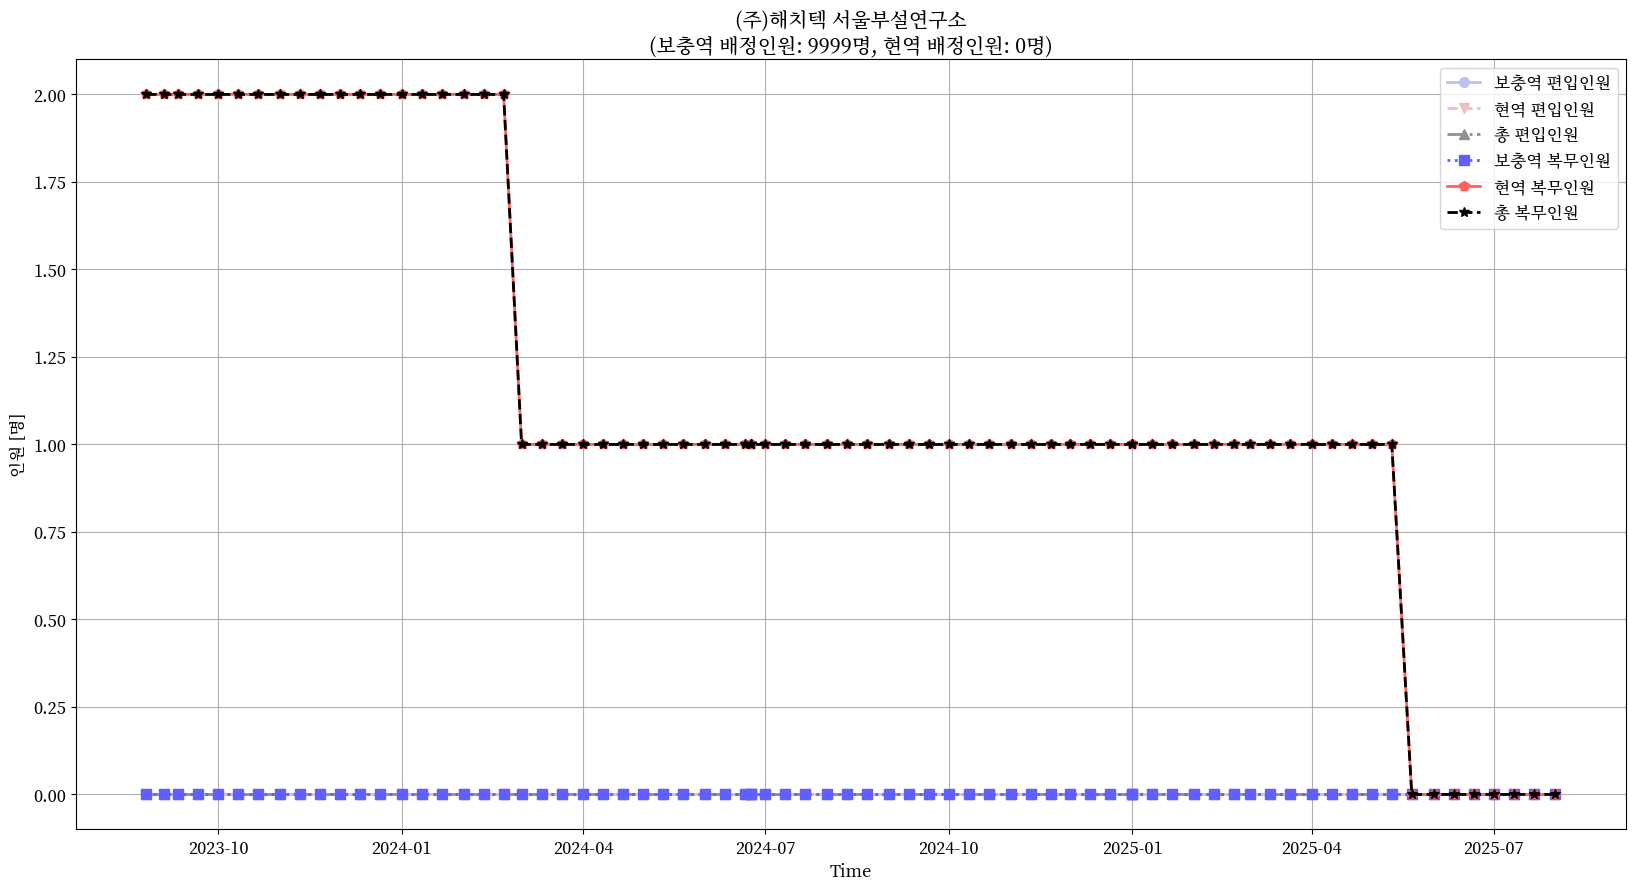 (주)해치텍 서울부설연구소
(보충역 배정인원: 9999명, 현역 배정인원: 0명)
보충역 편입인원
현역 편입인원
총 편입인원
보충역 복무인원
현역 복무인원
총 복무인원
인원 [명]
2.00
1.75
1.50
1.25
1.00
0.75
0.50
0.25
0.00
2023-10
2024-01
2024-04
2024-07
2024-10
2025-01
2025-04
2025-07
Time